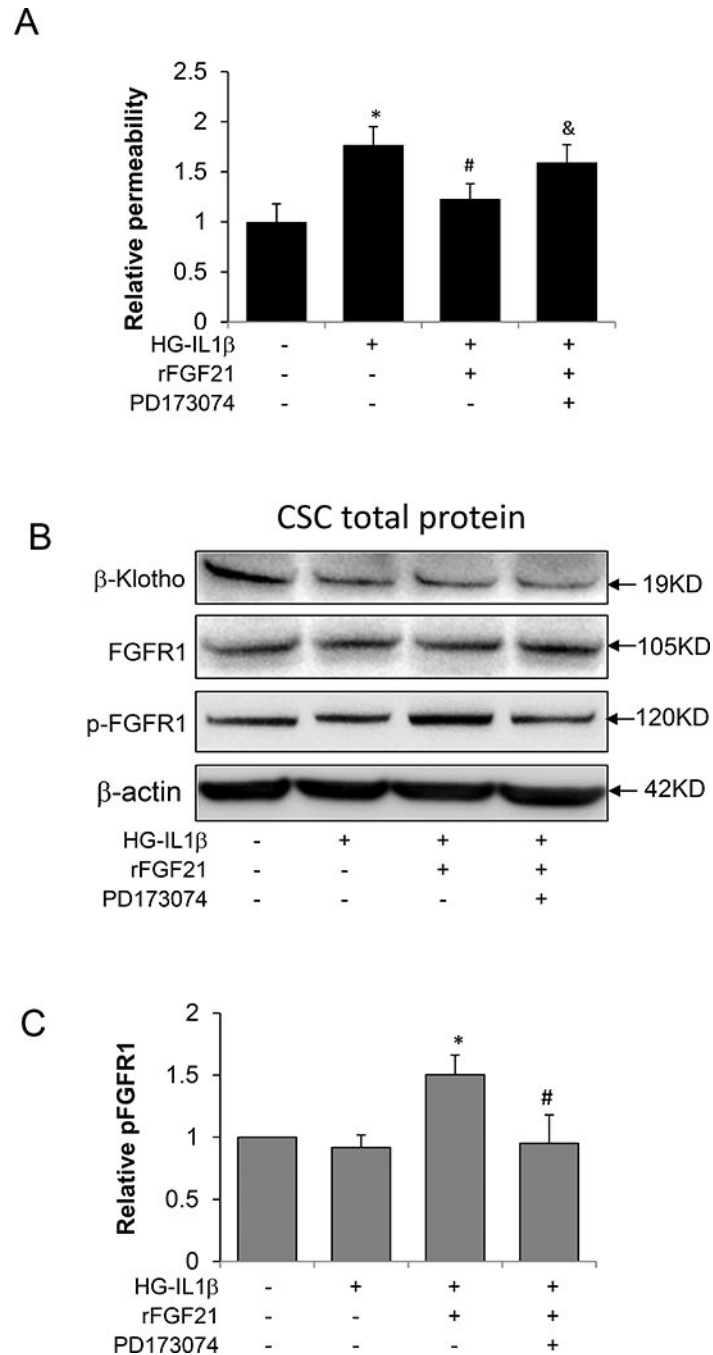 A
Relative permeability
2.5
2
1.5
1
0.5
0
* # &
HG-IL1β - + + +
rFGF21 - - + +
PD173074 - - - +
B
CSC total protein
β-Klotho 19KD
FGFR1 105KD
p-FGFR1 120KD
β-actin 42KD
HG-IL1β - + + +
rFGF21 - - + +
PD173074 - - - +
C
Relative pFGFR1
2
1.5
1
0.5
0
* #
HG-IL1β - + + +
rFGF21 - - + +
PD173074 - - - +